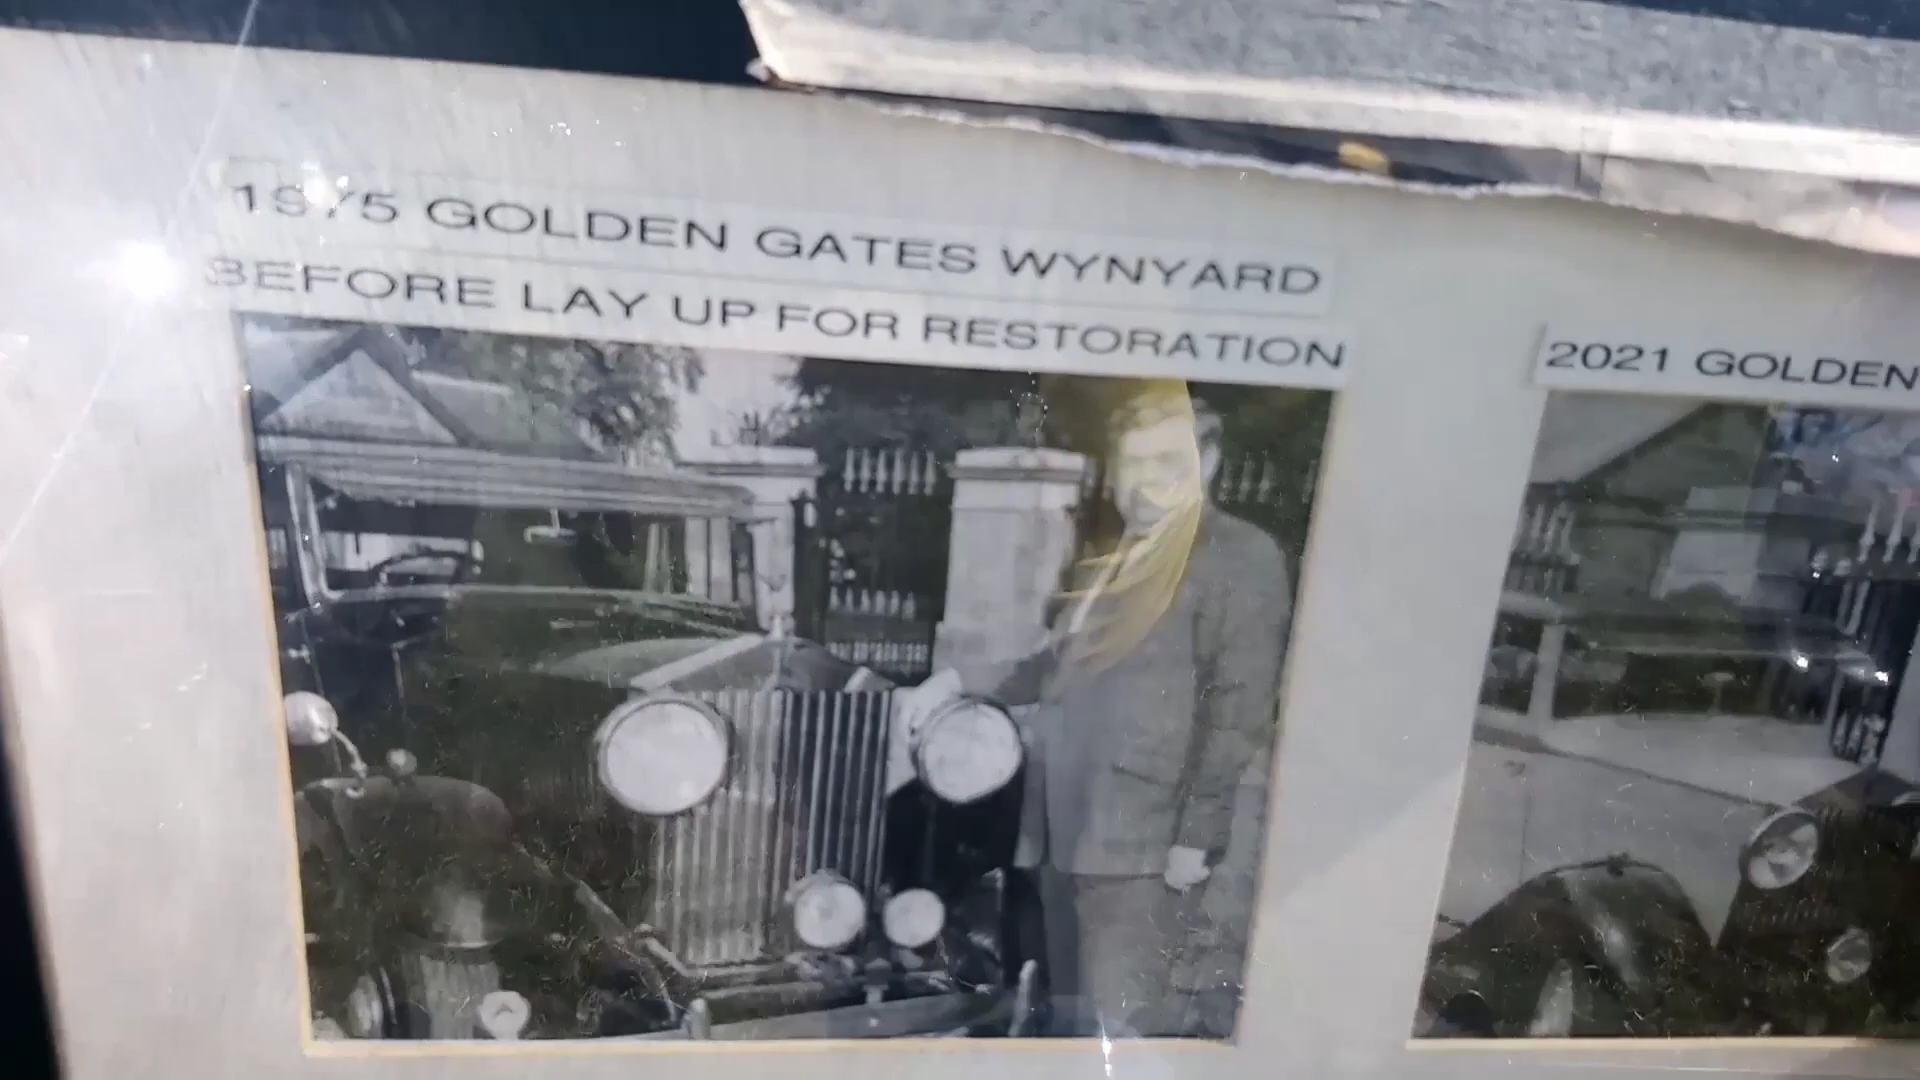 1975 GOLDEN GATES WYNYARD
BEFORE LAY UP FOR RESTORATION
2021 GOLDEN